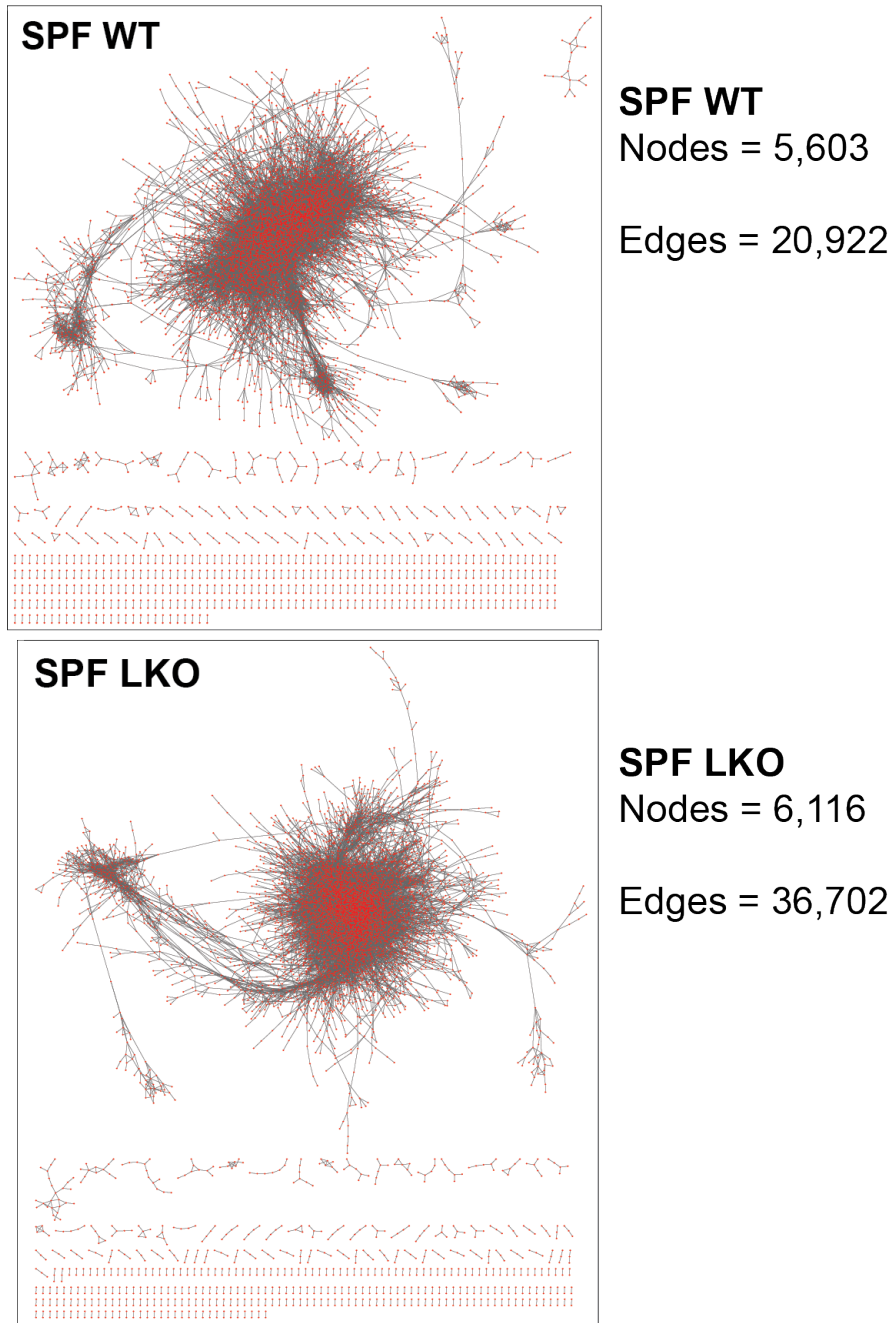 SPF WT
SPF WT
Nodes = 5,603
Edges = 20,922
SPF LKO
SPF LKO
Nodes = 6,116
Edges = 36,702